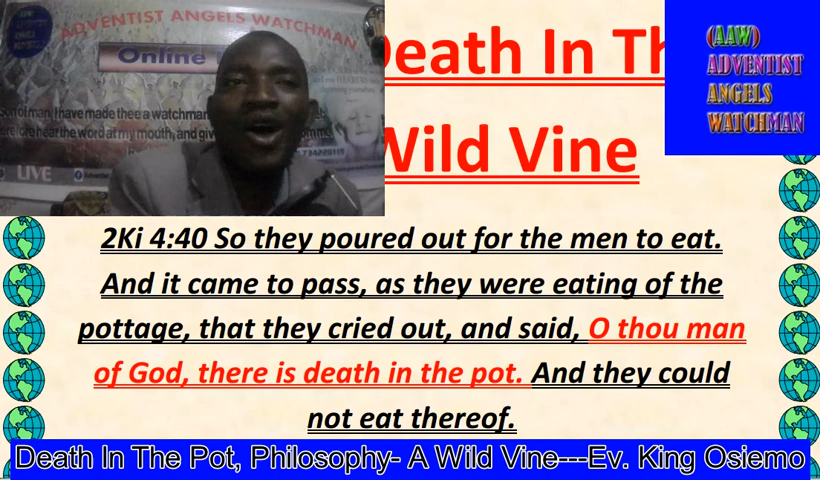 ADVENTIST ANGELS WATCHMAN
Online
son of man, I have made thee a watchman
therefore hear the word at my mouth, and give
LIVE
Death In Th
Wild Vine
(AAW)
ADVENTIST
ANGELS
WATCHMAN
2Ki 4:40 So they poured out for the men to eat.
And it came to pass, as they were eating of the
pottage, that they cried out, and said, O thou man
of God, there is death in the pot. And they could
not eat thereof.
Death In The Pot, Philosophy- A Wild Vine---Ev. King Osiemo